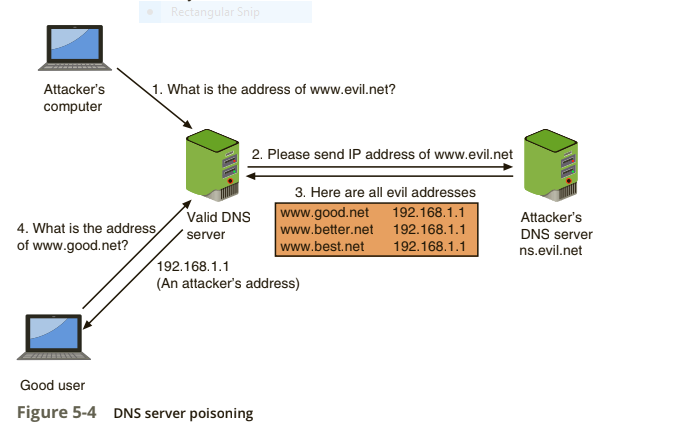 Rectangular Snip
1. What is the address of www.evil.net?
Attacker's
computer
2. Please send IP address of www.evil.net
3. Here are all evil addresses
www.good.net 192.168.1.1
www.better.net 192.168.1.1
www.best.net 192.168.1.1
Valid DNS
server
Attacker's
DNS server
ns.evil.net
4. What is the address
of www.good.net?
192.168.1.1
(An attacker's address)
Good user
Figure 5-4 DNS server poisoning